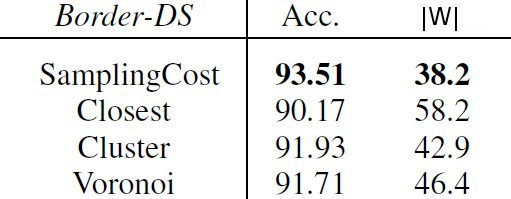 Border-DS Acc. |W|
SamplingCost 93.51 38.2
Closest 90.17 58.2
Cluster 91.93 42.9
Voronoi 91.71 46.4